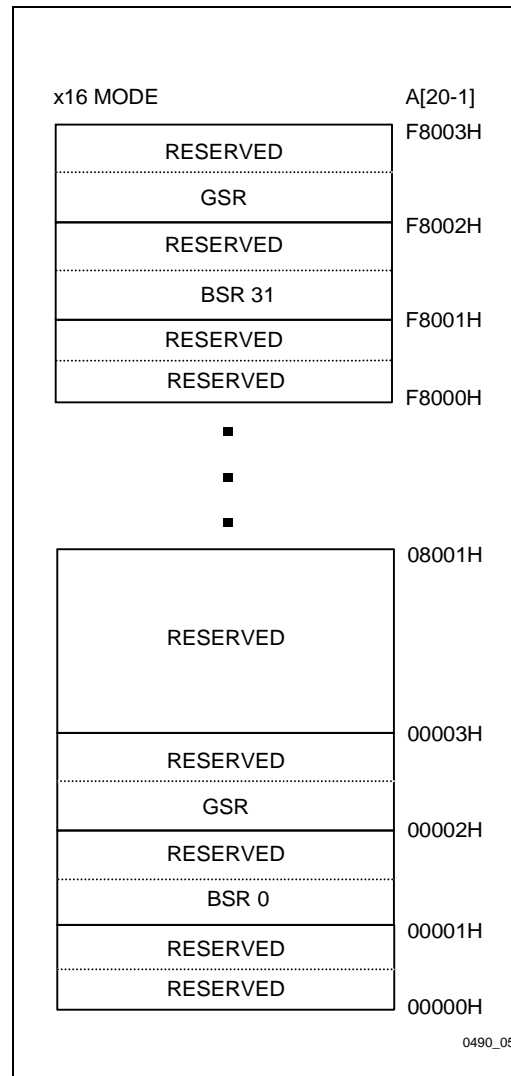 x16 MODE A[20-1]
F8003H
RESERVED
GSR
F8002H
RESERVED
BSR 31
F8001H
RESERVED
RESERVED
F8000H
08001H
RESERVED
00003H
RESERVED
GSR
00002H
RESERVED
BSR 0
00001H
RESERVED
RESERVED
00000H
0490_05